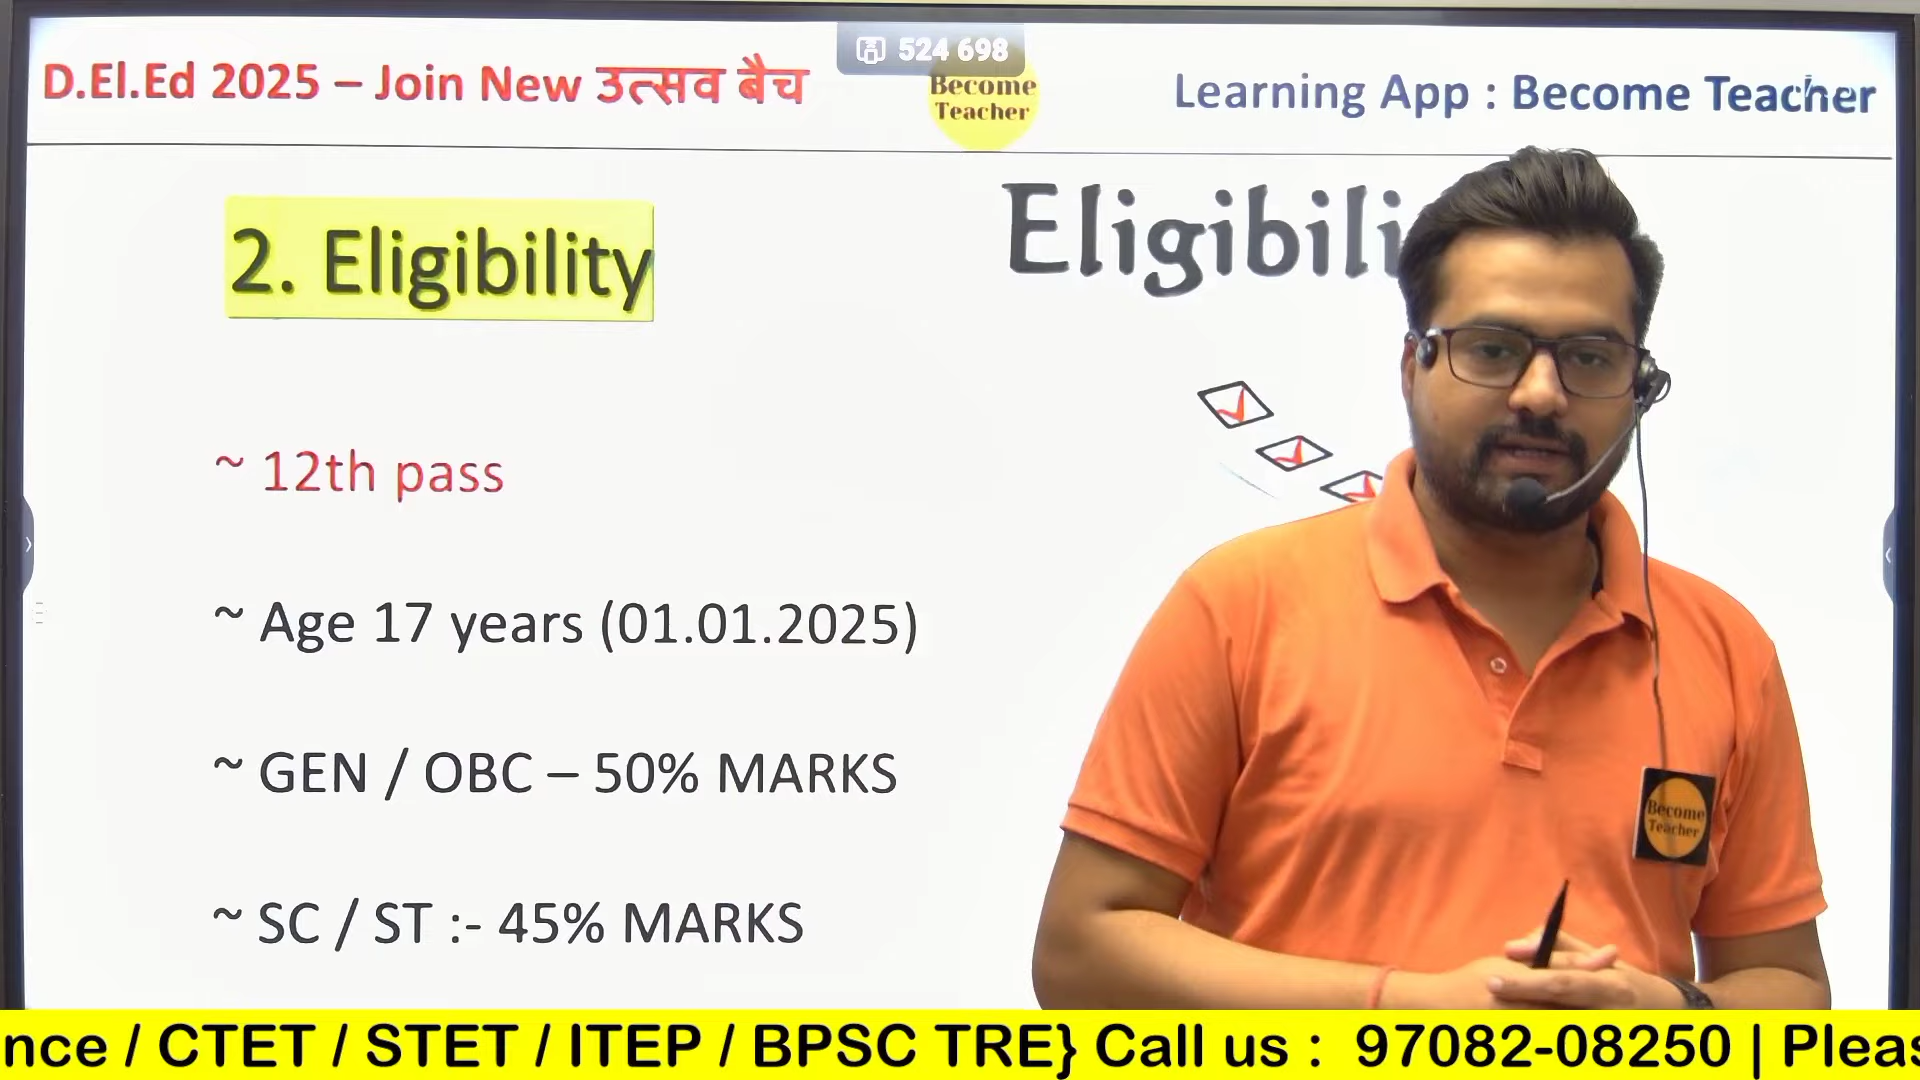 524 698
D.El.Ed 2025 – Join New उत्सव बैच
Become
Teacher
Learning App : Become Teacher
2. Eligibility
Eligibili
~ 12th pass
~ Age 17 years (01.01.2025)
~ GEN / OBC – 50% MARKS
~ SC / ST :- 45% MARKS
Become
Teacher
nce / CTET / STET / ITEP / BPSC TRE} Call us : 97082-08250 | Pleas